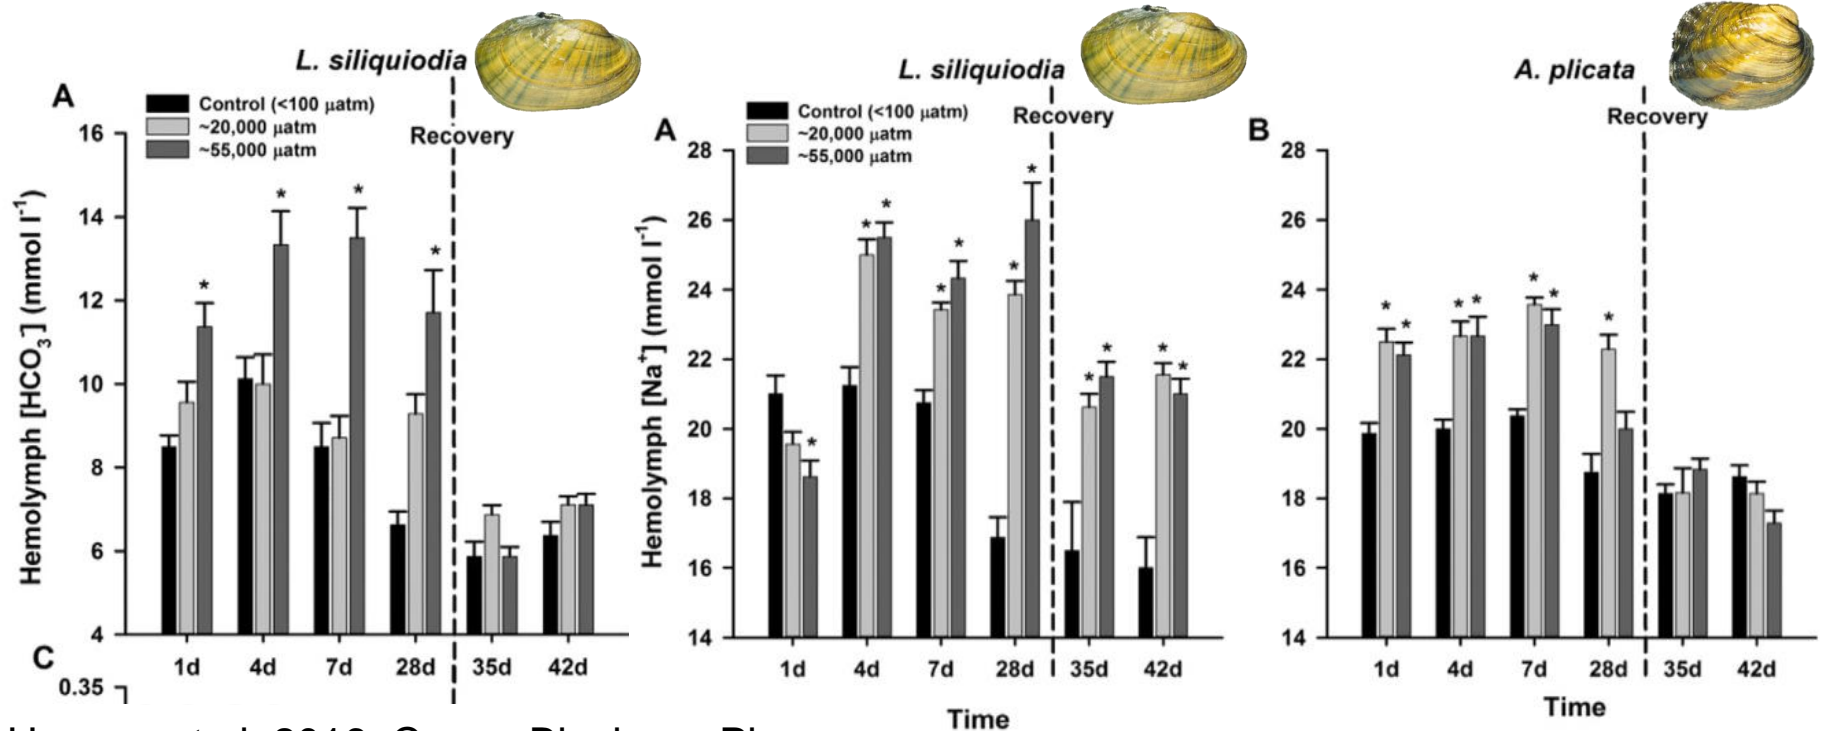 L. siliquiodia
A
Control (<100 µatm)
~20,000 µatm
~55,000 µatm
Recovery
Hemolymph [HCO3] (mmol l-1)
16
14
12
10
8
6
4
1d 4d 7d 28d 35d 42d
* * * *
C
0.35
L. siliquiodia
A
Control (<100 µatm)
~20,000 µatm
~55,000 µatm
Recovery
Hemolymph [Na+] (mmol l-1)
28
26
24
22
20
18
16
14
* * * * * * * * * * *
1d 4d 7d 28d 35d 42d
Time
A. plicata
B
Recovery
28
26
24
22
20
18
16
14
* * * * * * *
1d 4d 7d 28d 35d 42d
Time